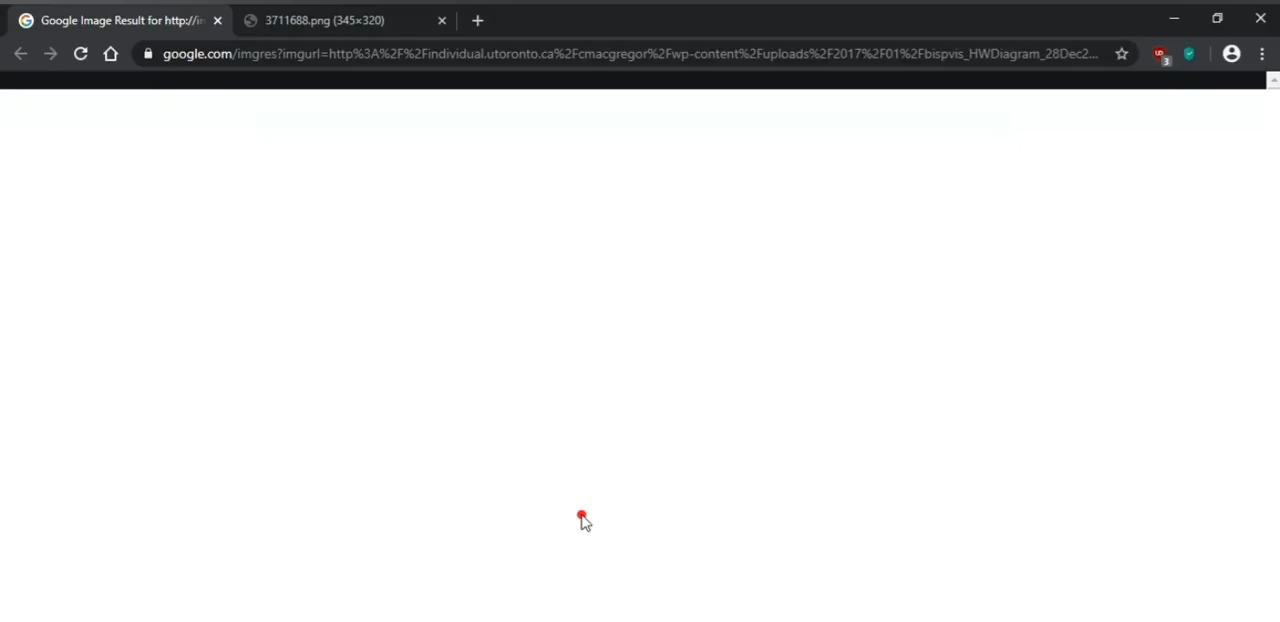 Google Image Result for http://in
3711688.png (345×320)
google.com/imgres?imgurl=http%3A%2F%2Findividual.utoronto.ca%2Fcmacgregor%2Fwp-content%2Fuploads%2F2017%2F01%2Fbispvis_HWDiagram_28Dec2...
3